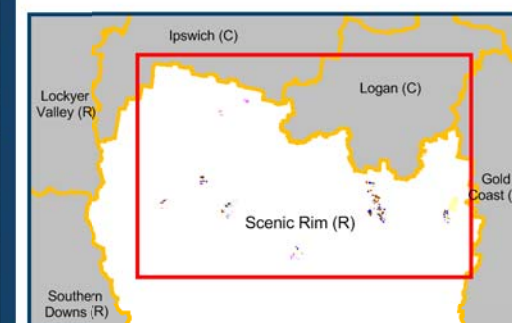 Ipswich (C)
Logan (C)
Lockyer
Valley (R)
Gold
Coast (
Scenic Rim (R)
Southern
Downs (R)